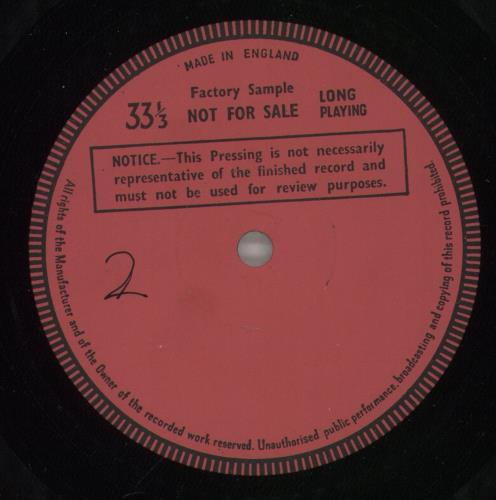 MADE IN ENGLAND
Factory Sample
33⅓ NOT FOR SALE LONG PLAYING
NOTICE.—This Pressing is not necessarily
representative of the finished record and
must not be used for review purposes.
2
All rights of the Manufacturer and of the Owner of the recorded work reserved. Unauthorised public performance, broadcasting and copying of this record prohibited.